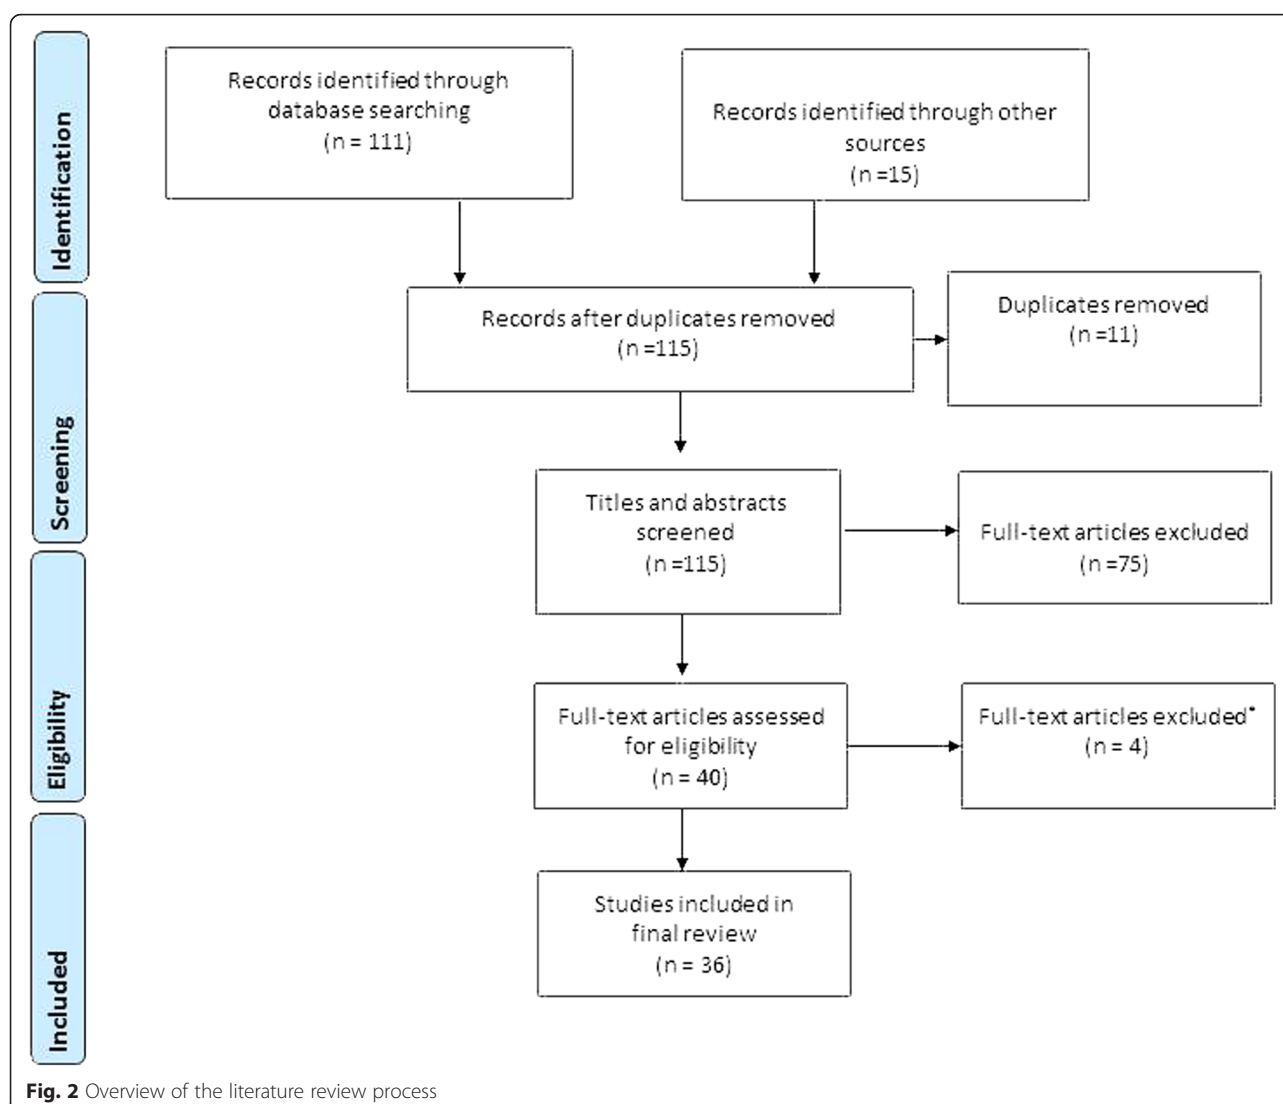 Identification
Records identified through
database searching
(n = 111)
Records identified through other
sources
(n =15)
Screening
Records after duplicates removed
(n =115)
Duplicates removed
(n =11)
Titles and abstracts
screened
(n =115)
Full-text articles excluded
(n =75)
Eligibility
Full-text articles assessed
for eligibility
(n = 40)
Full-text articles excluded*
(n = 4)
Included
Studies included in
final review
(n = 36)
Fig. 2 Overview of the literature review process